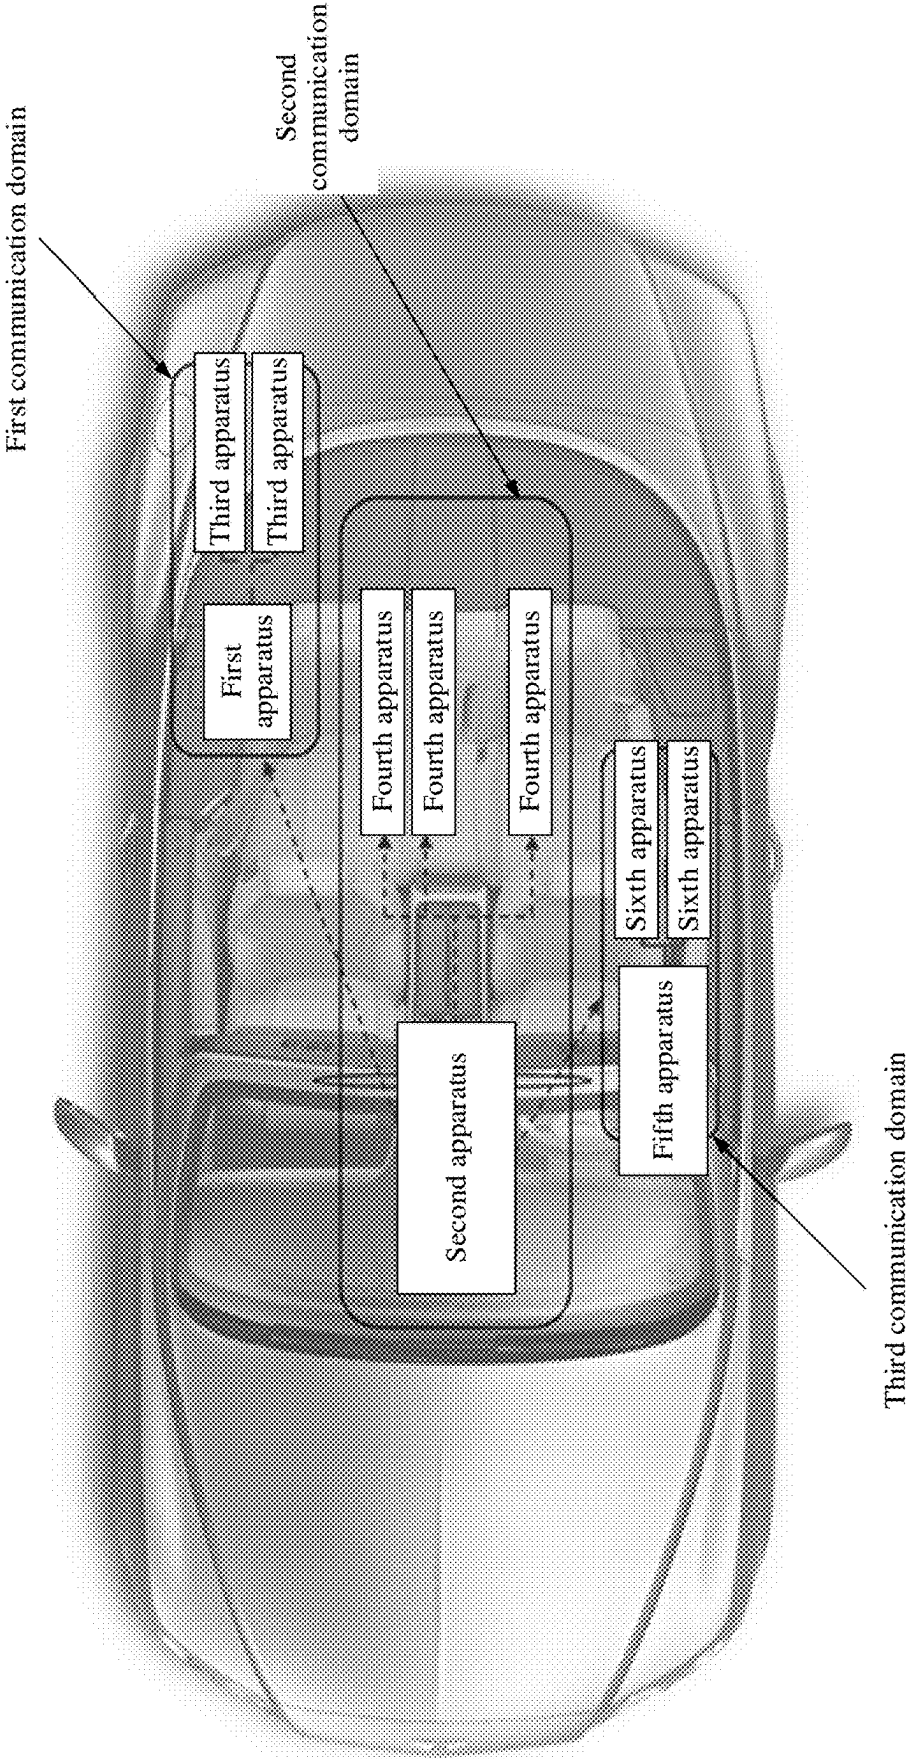 First communication domain
Second
communication
domain
Third apparatus
Third apparatus
First
apparatus
Fourth apparatus
Fourth apparatus
Fourth apparatus
Second apparatus
Sixth apparatus
Sixth apparatus
Fifth apparatus
Third communication domain